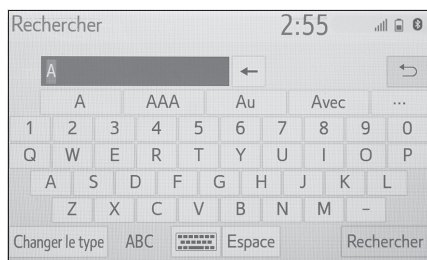 Rechercher 2:55
A
A AAA Au Avec ...
1 2 3 4 5 6 7 8 9 0
Q W E R T Y U I O P
A S D F G H J K L
Z X C V B N M -
Changer le type ABC Espace Rechercher